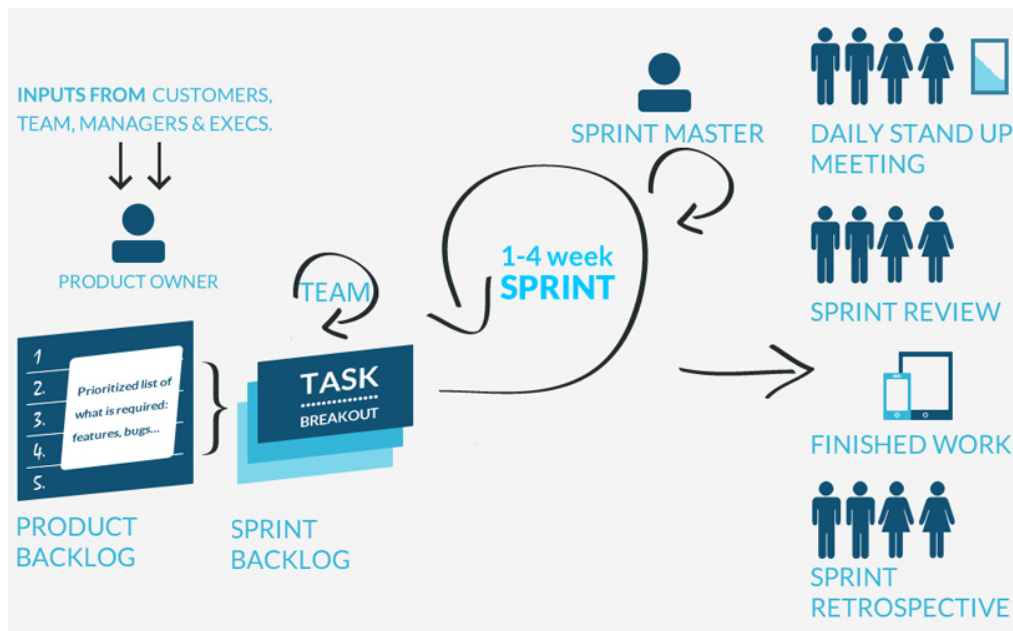 INPUTS FROM CUSTOMERS,
TEAM, MANAGERS & EXECS.
PRODUCT OWNER
1
2.
3.
4.
5.
Prioritized list of
what is required:
features, bugs...
PRODUCT
BACKLOG
TEAM
TASK
BREAKOUT
SPRINT
BACKLOG
1-4 week
SPRINT
SPRINT MASTER
DAILY STAND UP
MEETING
SPRINT REVIEW
FINISHED WORK
SPRINT
RETROSPECTIVE